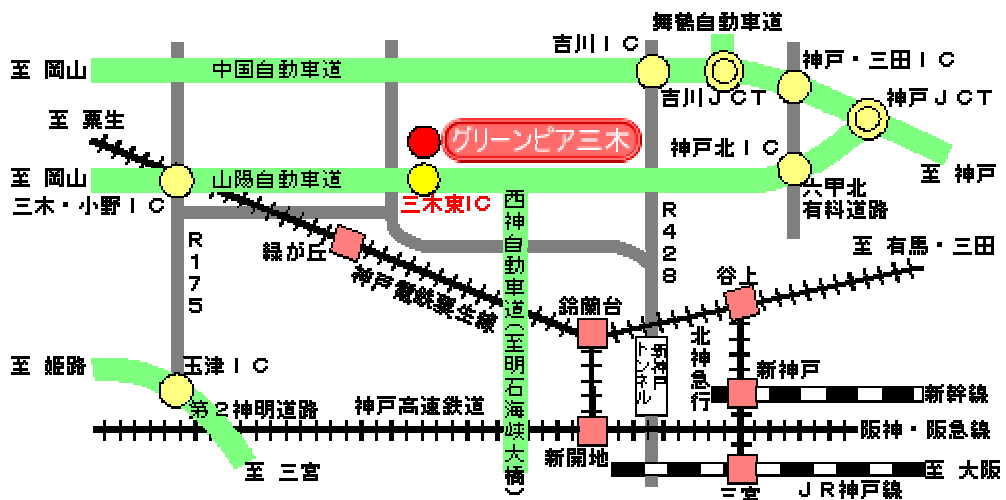 舞鶴自動車道
吉川ＩＣ
神戸・三田ＩＣ
至 岡山
中国自動車道
吉川ＪＣＴ
神戸ＪＣＴ
至 粟生
グリーンピア三木
神戸北ＩＣ
至 神戸
至 岡山
山陽自動車道
三木・小野ＩＣ
三木東IC
六甲北
有料道路
西神自動車道(至明石海峡大橋)
R175
R428
緑が丘
神戸電鉄粟生線
至 有馬・三田
谷上
鈴蘭台
新神戸
トンネル
北神急行
至 姫路
玉津ＩＣ
新神戸
新幹線
第２神明道路
神戸高速鉄道
阪神・阪急線
新開地
至 三宮
至 大阪
三宮
ＪＲ神戸線